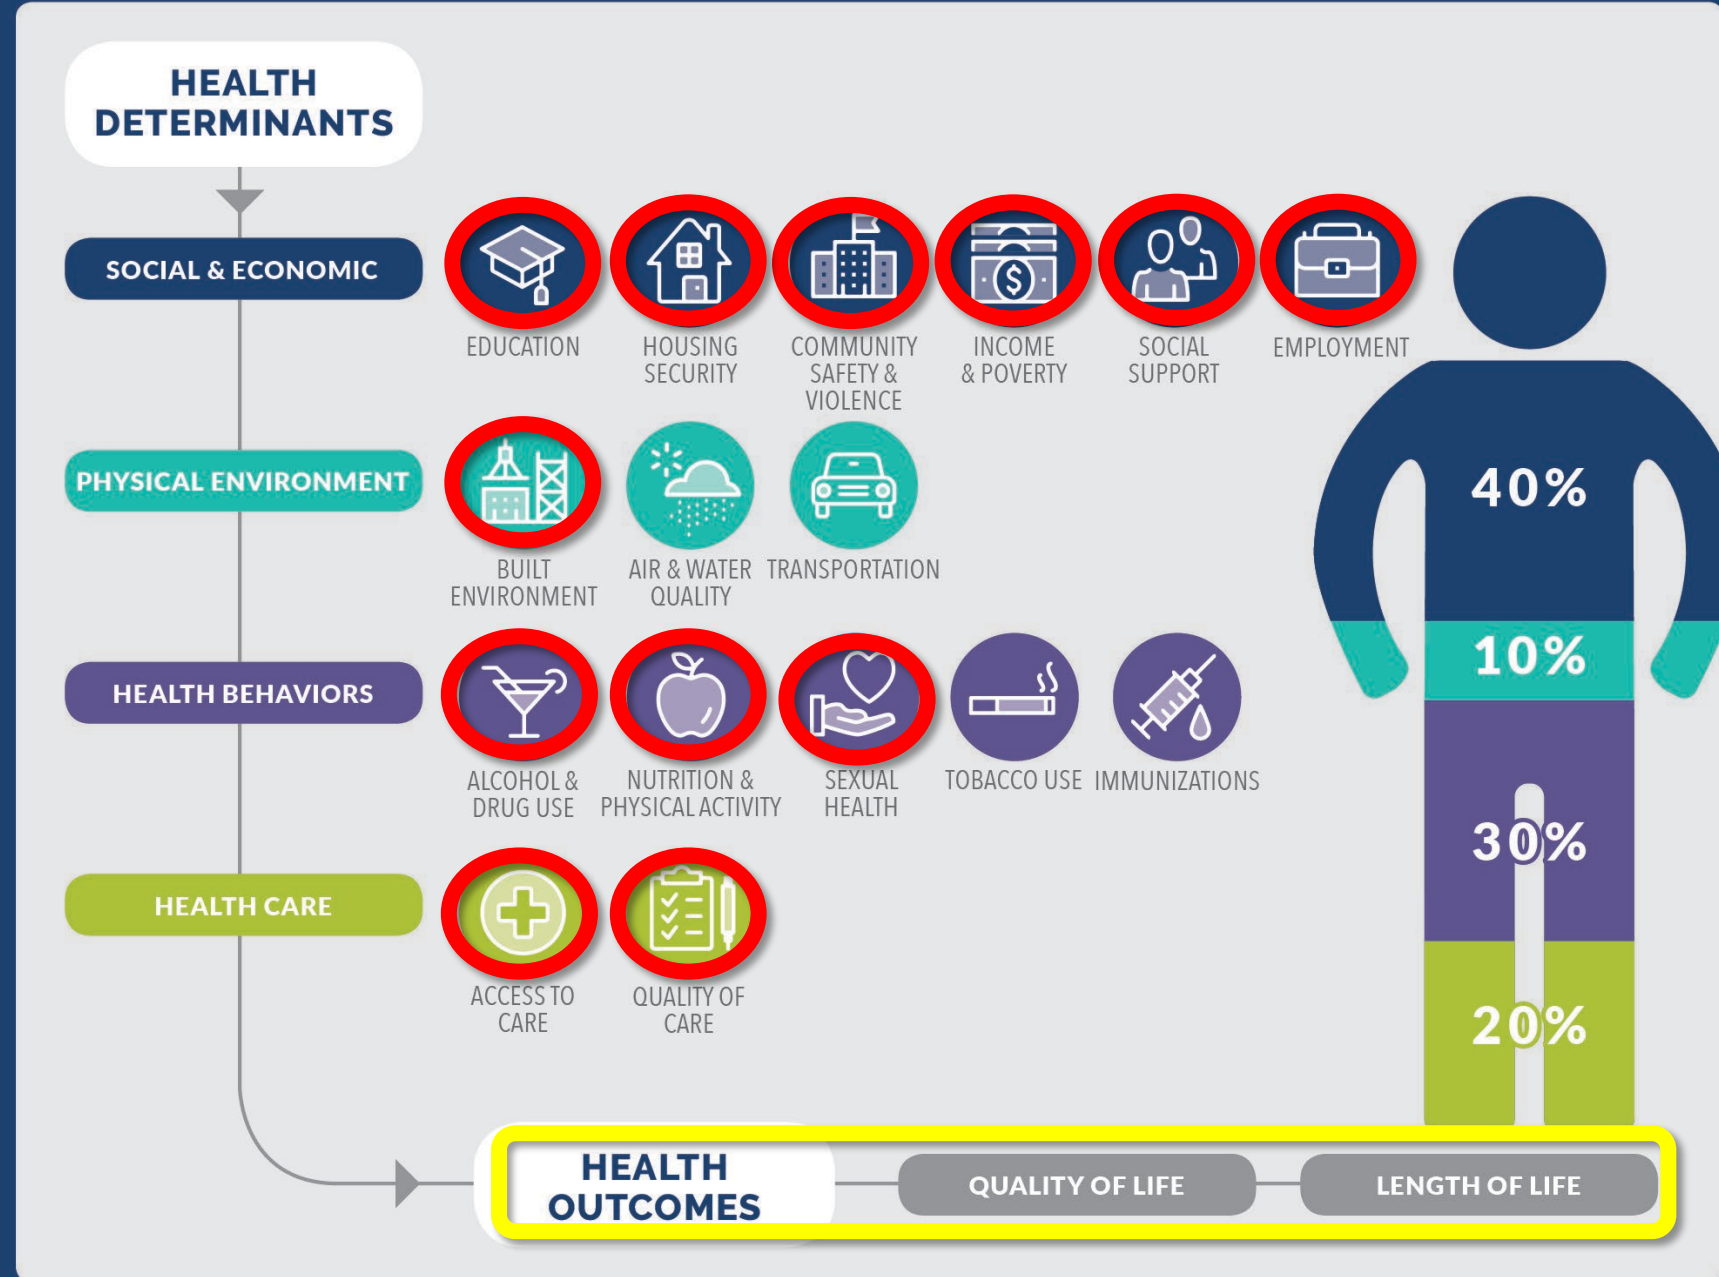 HEALTH
DETERMINANTS
SOCIAL & ECONOMIC
$
EDUCATION
HOUSING
SECURITY
COMMUNITY
SAFETY &
VIOLENCE
INCOME
& POVERTY
SOCIAL
SUPPORT
EMPLOYMENT
PHYSICAL ENVIRONMENT
BUILT
ENVIRONMENT
AIR & WATER
QUALITY
TRANSPORTATION
HEALTH BEHAVIORS
ALCOHOL &
DRUG USE
NUTRITION &
PHYSICAL ACTIVITY
SEXUAL
HEALTH
TOBACCO USE
IMMUNIZATIONS
HEALTH CARE
ACCESS TO
CARE
QUALITY OF
CARE
40%
10%
30%
20%
HEALTH
OUTCOMES
QUALITY OF LIFE
LENGTH OF LIFE